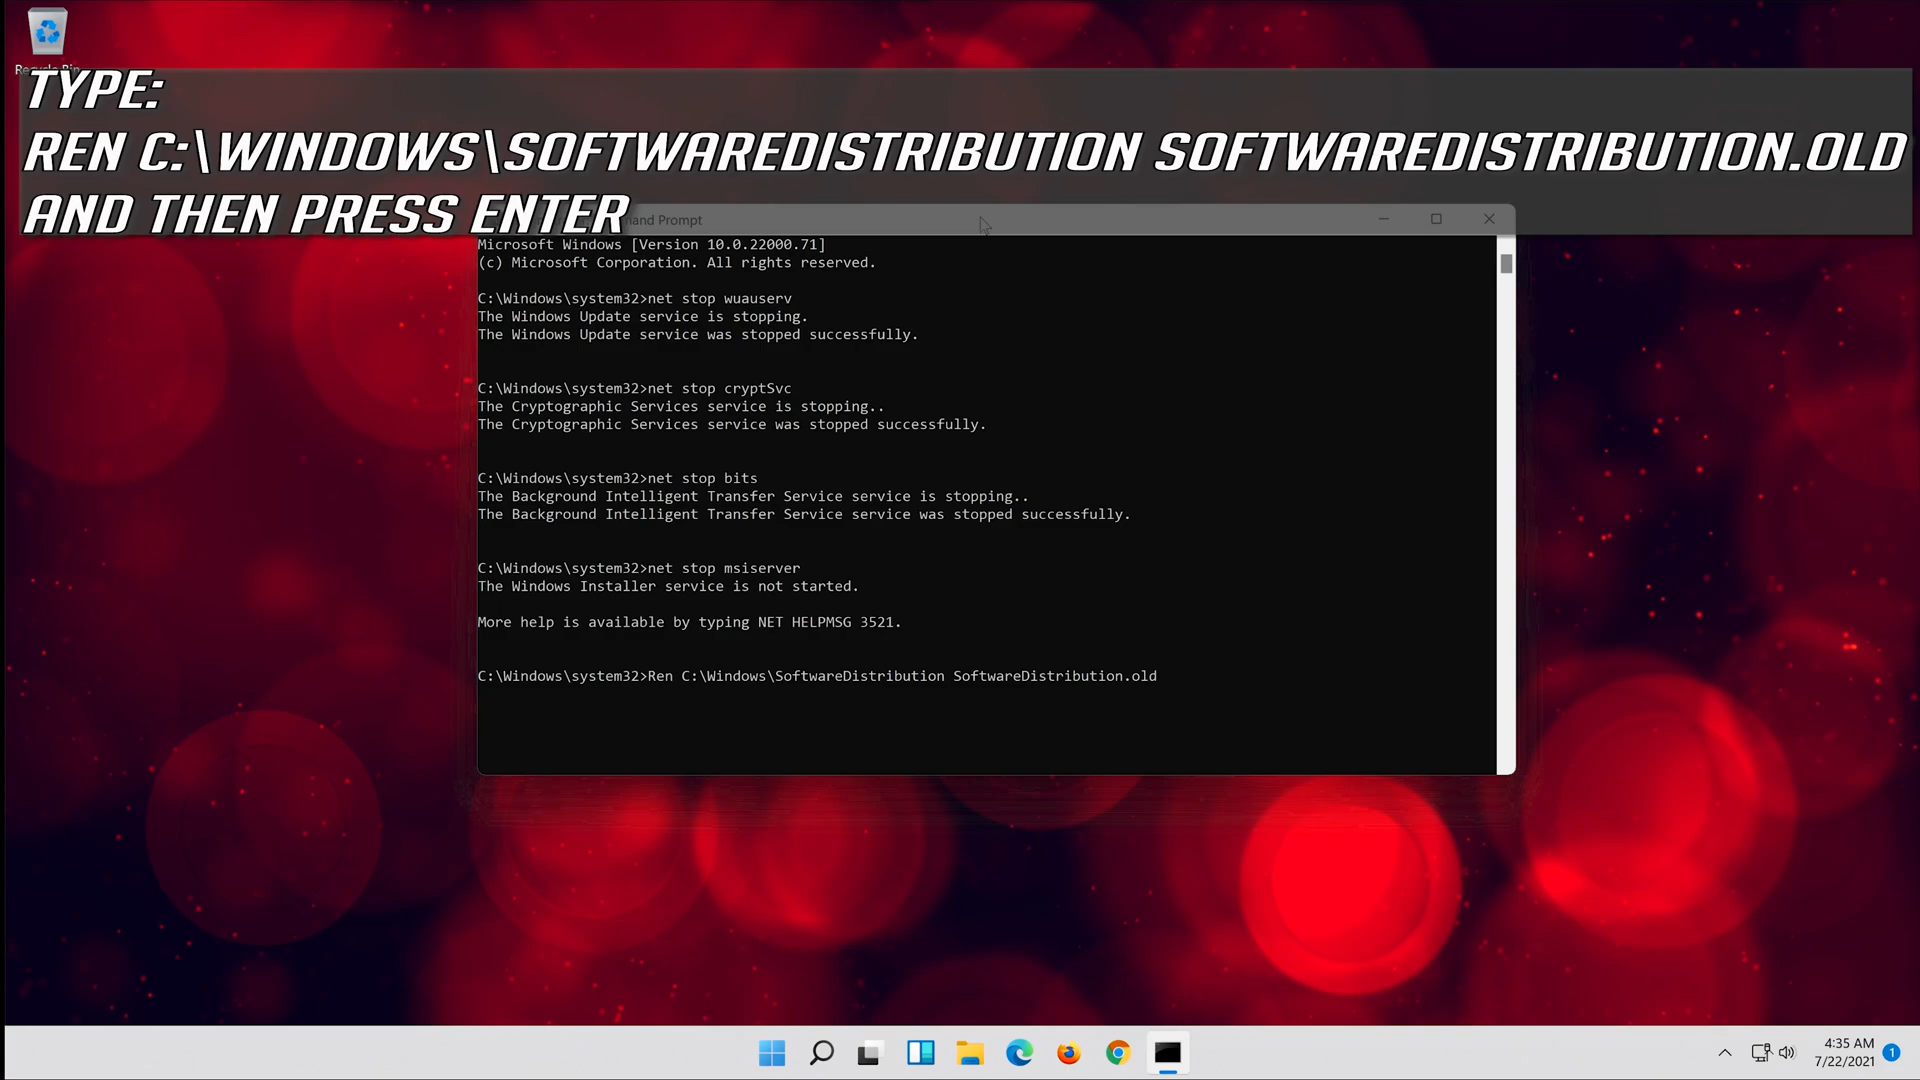 Recycle Bin
TYPE:
REN C:\WINDOWS\SOFTWAREDISTRIBUTION SOFTWAREDISTRIBUTION.OLD
AND THEN PRESS ENTER
Prompt
Microsoft Windows [Version 10.0.22000.71]
(c) Microsoft Corporation. All rights reserved.
C:\Windows\system32>net stop wuauserv
The Windows Update service is stopping.
The Windows Update service was stopped successfully.
C:\Windows\system32>net stop cryptSvc
The Cryptographic Services service is stopping..
The Cryptographic Services service was stopped successfully.
C:\Windows\system32>net stop bits
The Background Intelligent Transfer Service service is stopping..
The Background Intelligent Transfer Service service was stopped successfully.
C:\Windows\system32>net stop msiserver
The Windows Installer service is not started.
More help is available by typing NET HELPMSG 3521.
C:\Windows\system32>Ren C:\Windows\SoftwareDistribution SoftwareDistribution.old
4:35 AM
7/22/2021
1